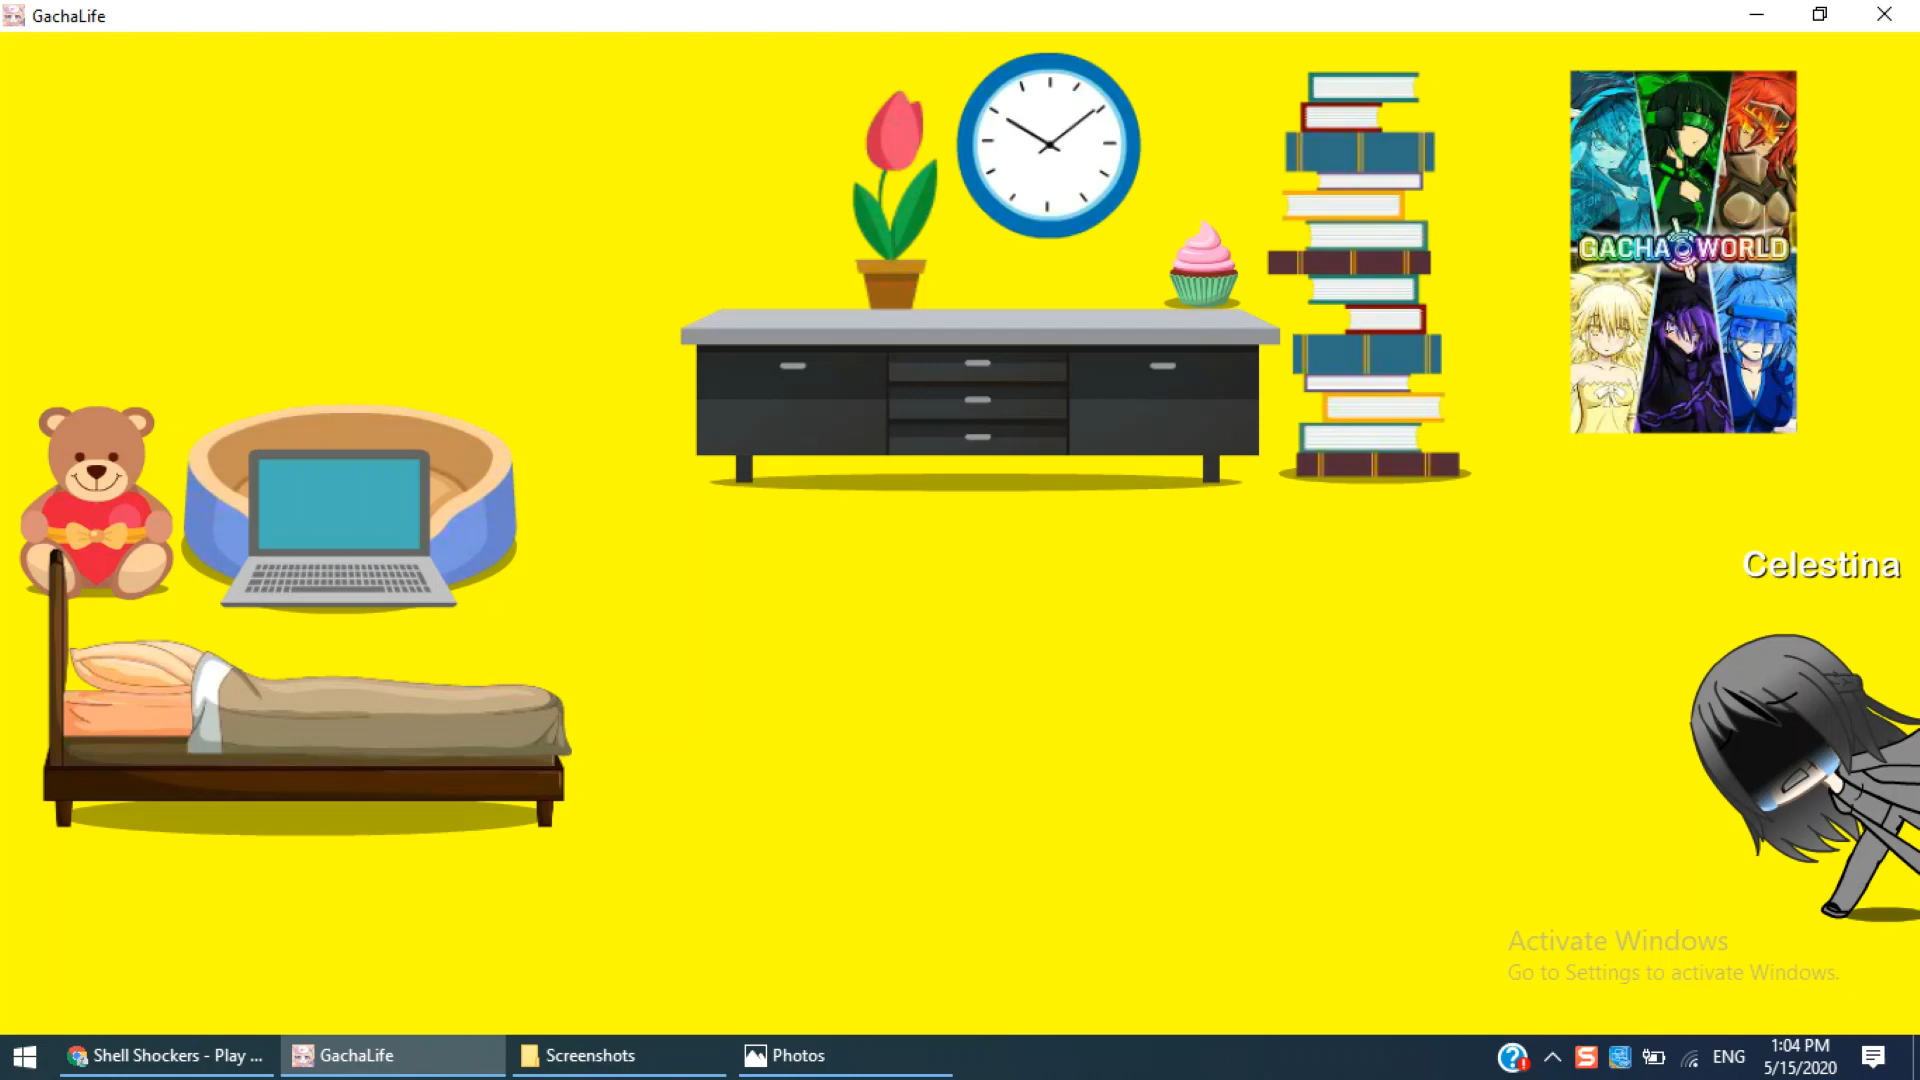 GachaLife
GACHA WORLD
Celestina
Activate Windows
Go to Settings to activate Windows.
Shell Shockers - Play ...
GachaLife
Screenshots
Photos
ENG
1:04 PM
5/15/2020